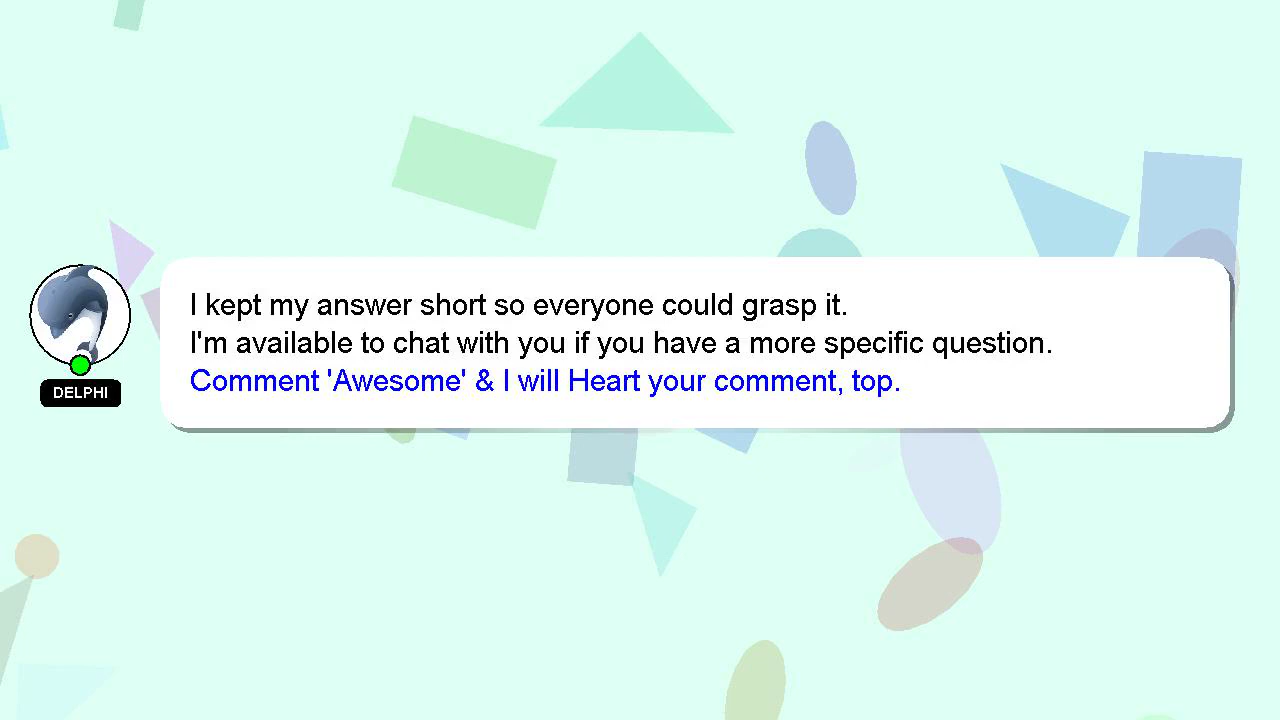 I kept my answer short so everyone could grasp it.
I'm available to chat with you if you have a more specific question.
Comment 'Awesome' & I will Heart your comment, top.
DELPHI